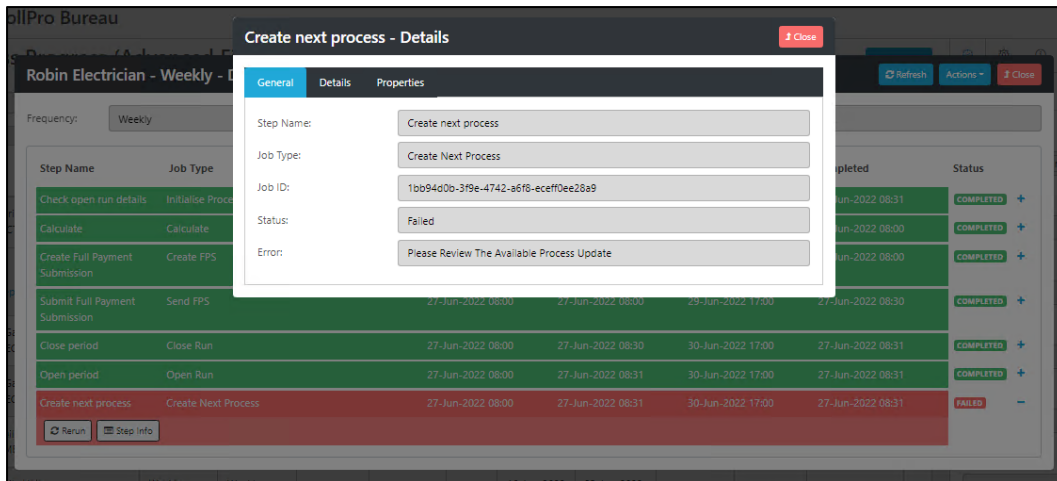 ollPro Bureau
Create next process - Details
Close
Robin Electrician - Weekly - D
Refresh
Actions
Close
General Details Properties
Frequency: Weekly
Step Name: Create next process
Job Type: Create Next Process
Job ID: 1bb94d0b-3f9e-4742-a6f8-eceff0ee28a9
Status: Failed
Error: Please Review The Available Process Update
Step Name Job Type mpleted Status
Check open run details Initialise Proce Jun-2022 08:31 COMPLETED
Calculate Calculate Jun-2022 08:00 COMPLETED
Create Full Payment Create FPS Jun-2022 08:00 COMPLETED
Submission
Submit Full Payment Send FPS 27-Jun-2022 08:00 27-Jun-2022 08:00 29-Jun-2022 17:00 27-Jun-2022 08:30 COMPLETED
Submission
Close period Close Run 27-Jun-2022 08:00 27-Jun-2022 08:30 30-Jun-2022 17:00 27-Jun-2022 08:31 COMPLETED
Open period Open Run 27-Jun-2022 08:00 27-Jun-2022 08:31 30-Jun-2022 17:00 27-Jun-2022 08:31 COMPLETED
Create next process Create Next Process 27-Jun-2022 08:00 27-Jun-2022 08:31 30-Jun-2022 17:00 27-Jun-2022 08:31 FAILED
Rerun Step Info